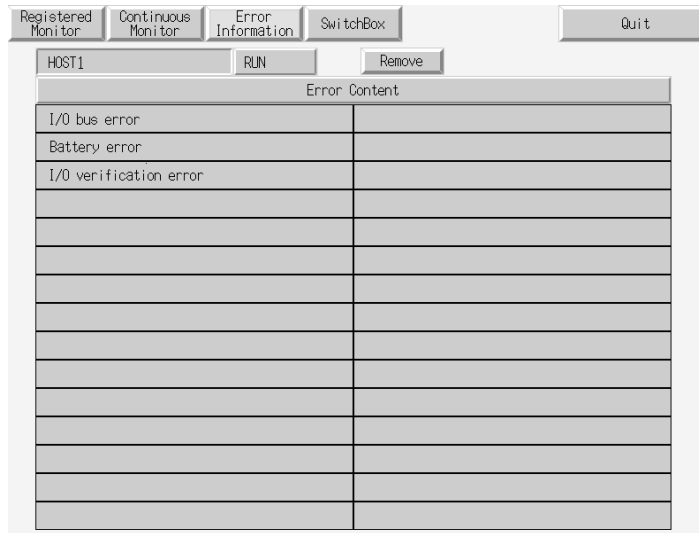 Registered
Monitor
Continuous
Monitor
Error
Information
SwitchBox
Quit
HOST1
RUN
Remove
Error Content
I/O bus error
Battery error
I/O verification error